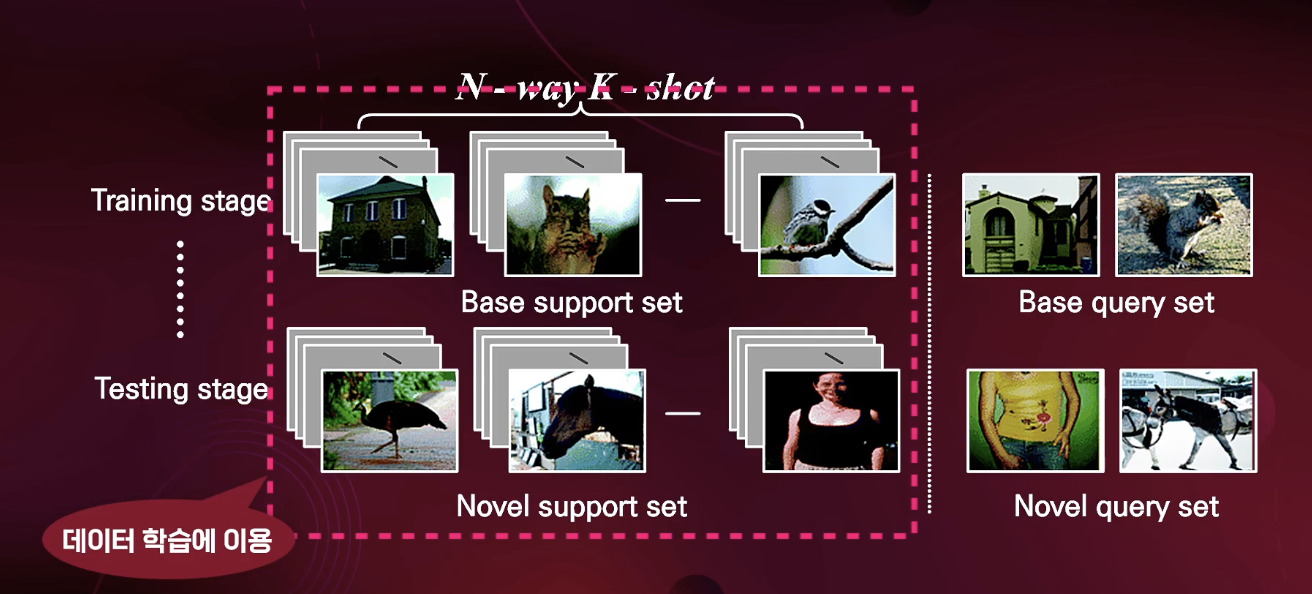 N - way K - shot
Training stage
Base support set
Base query set
Testing stage
Novel support set
Novel query set
데이터 학습에 이용